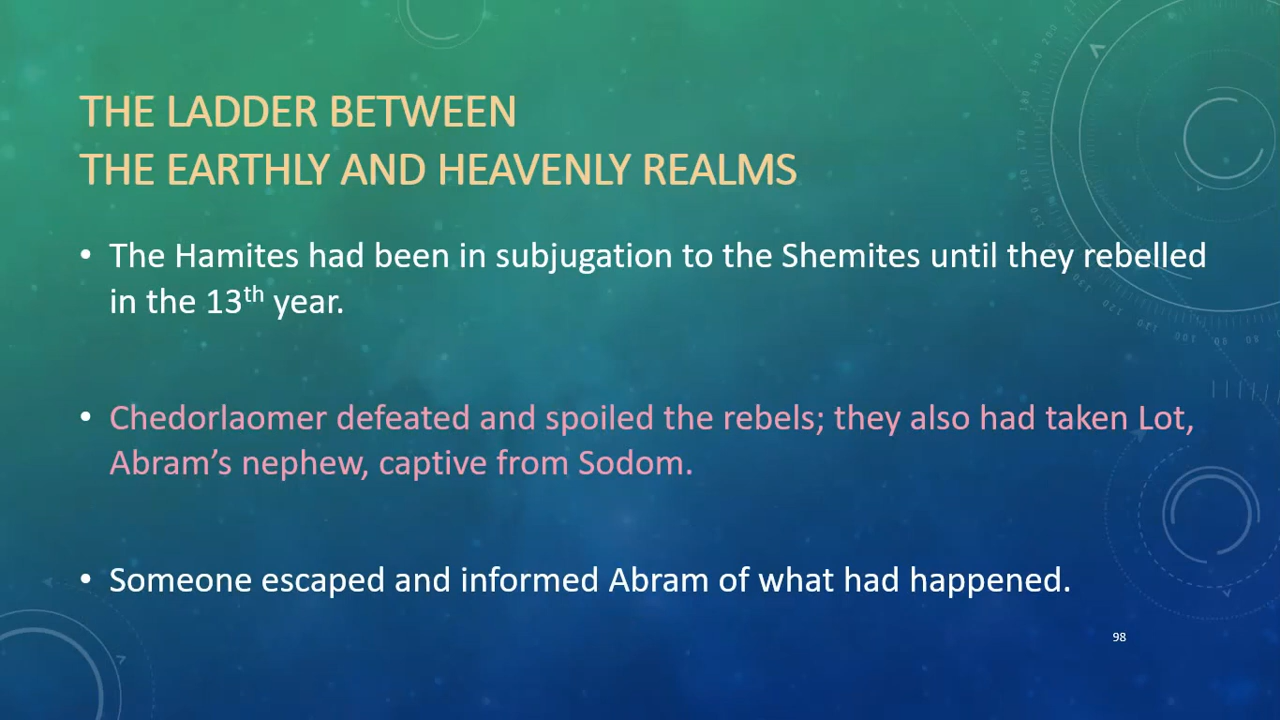 THE LADDER BETWEEN
THE EARTHLY AND HEAVENLY REALMS
• The Hamites had been in subjugation to the Shemites until they rebelled
in the 13th year.
• Chedorlaomer defeated and spoiled the rebels; they also had taken Lot,
Abram’s nephew, captive from Sodom.
• Someone escaped and informed Abram of what had happened.
98